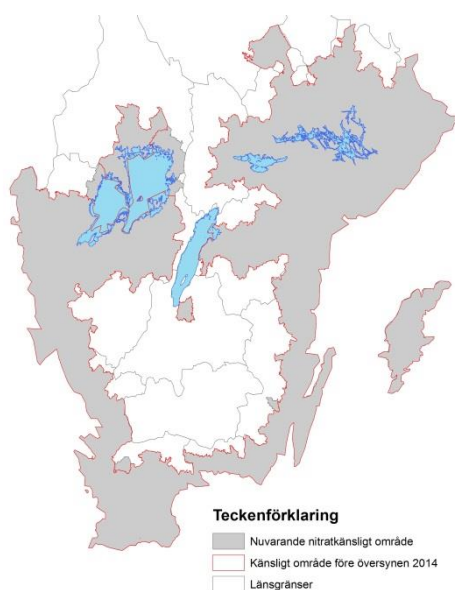 Teckenförklaring
Nuvarande nitratkänsligt område
Känsligt område före översynen 2014
Länsgränser